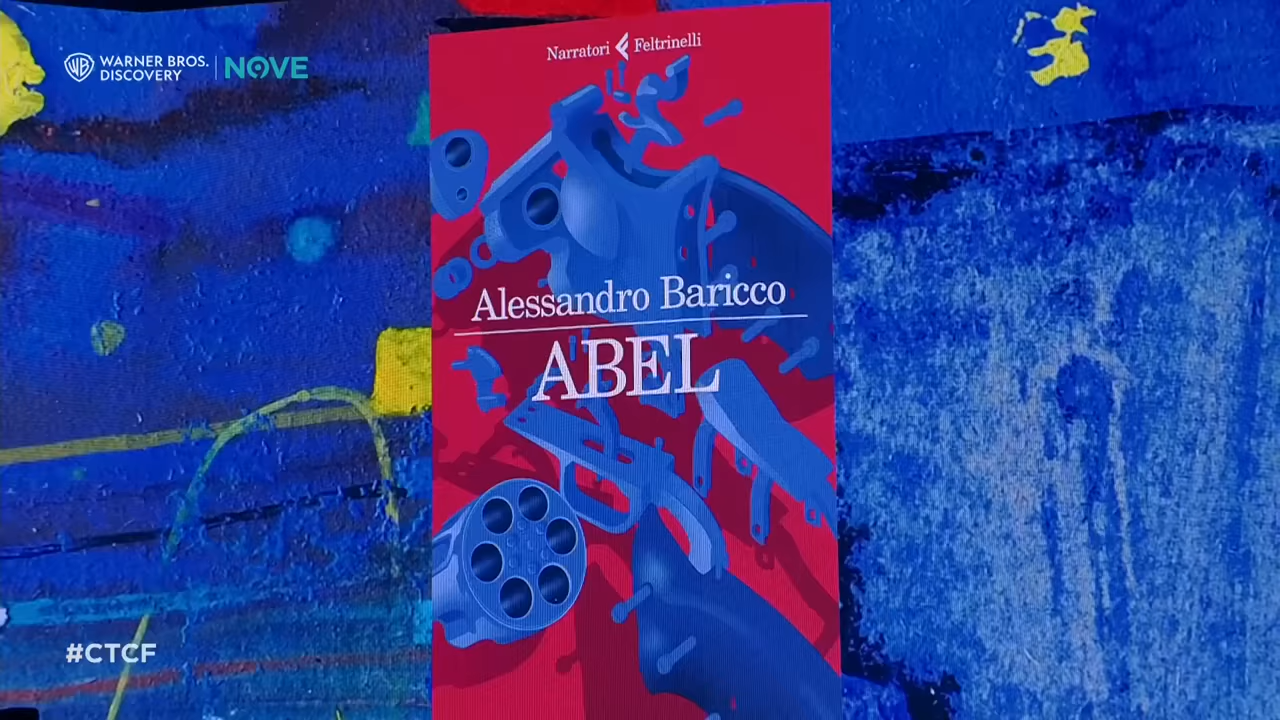 WARNER BROS.
DISCOVERY
NOVE
Narratori Feltrinelli
Alessandro Baricco
ABEL
#CTCF